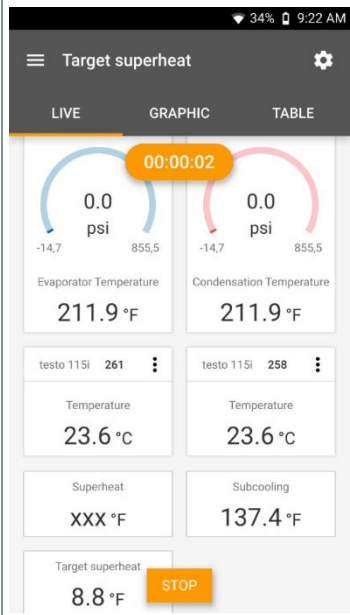 34% 9:22 AM
Target superheat
LIVE GRAPHIC TABLE
00:00:02
0.0 0.0
psi psi
-14,7 855,5 -14,7 855,5
Evaporator Temperature Condensation Temperature
211.9 °F 211.9 °F
testo 115i 261 testo 115i 258
Temperature Temperature
23.6 °C 23.6 °C
Superheat Subcooling
xxx °F 137.4 °F
Target superheat
8.8 °F STOP